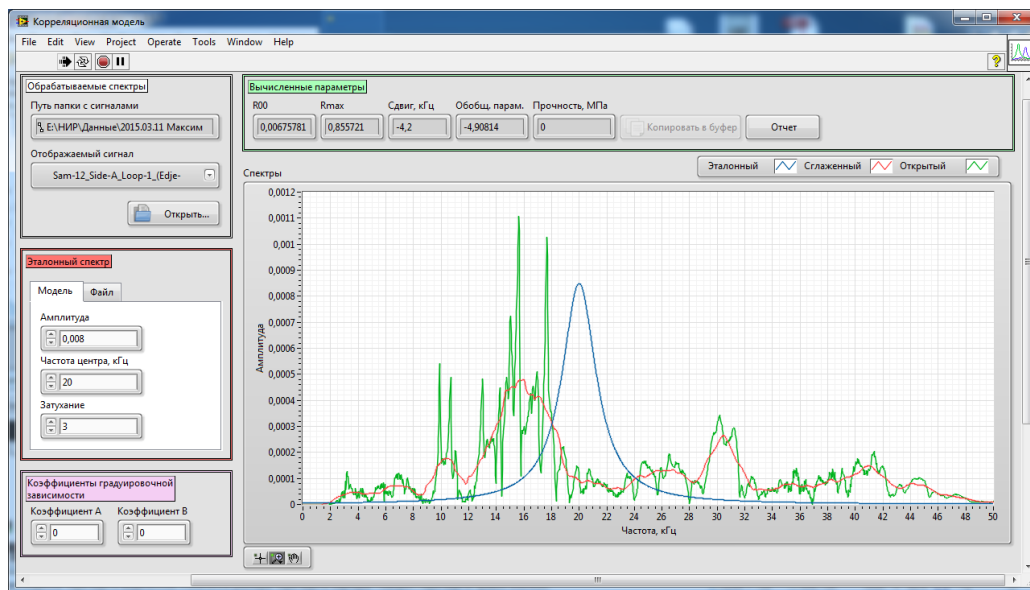 Корреляционная модель
File Edit View Project Operate Tools Window Help
Обрабатываемые спектры
Путь папки с сигналами
E:\НИР\Данные\2015.03.11 Максим
Отображаемый сигнал
Sam-12_Side-A_Loop-1_(Edje-
Открыть...
Эталонный спектр
Модель Файл
Амплитуда
0,008
Частота центра, кГц
20
Затухание
3
Коэффициенты градуировочной
зависимости
Коэффициент А Коэффициент В
0 0
Вычисленные параметры
R00 Rmax Сдвиг, кГц Обобщ. парам. Прочность, МПа
0,00675781 0,855721 -4,2 -4,90814 0 Копировать в буфер Отчет
Эталонный Сглаженный Открытый
Спектры
0,0012
0,0011
0,001
0,0009
0,0008
0,0007
0,0006
0,0005
0,0004
0,0003
0,0002
0,0001
0
Амплитуда
0 2 4 6 8 10 12 14 16 18 20 22 24 26 28 30 32 34 36 38 40 42 44 46 48 50
Частота, кГц